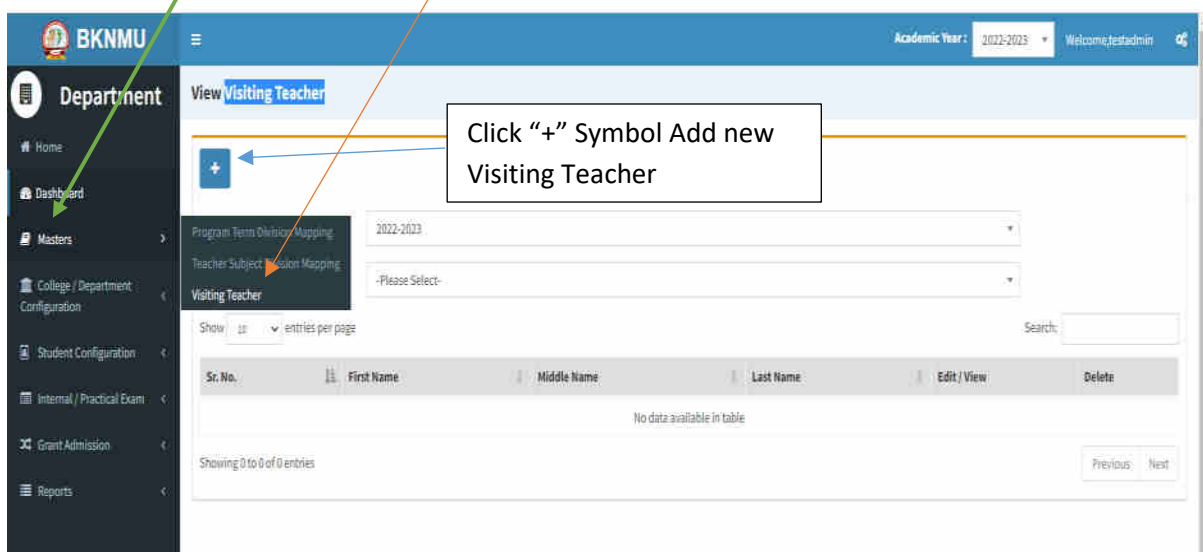 BKNMU
Academic Year : 2022-2023 Welcome,testadmin
Department
View Visiting Teacher
Click “+” Symbol Add new
Visiting Teacher
+
Home
Dashboard
Masters
College / Department
Configuration
Student Configuration
Internal / Practical Exam
Grant Admission
Reports
Program Term Division Mapping
Teacher Subject Division Mapping
Visiting Teacher
2022-2023
-Please Select-
Show 10 entries per page
Search:
Sr. No. First Name Middle Name Last Name Edit / View Delete
No data available in table
Showing 0 to 0 of 0 entries
Previous Next